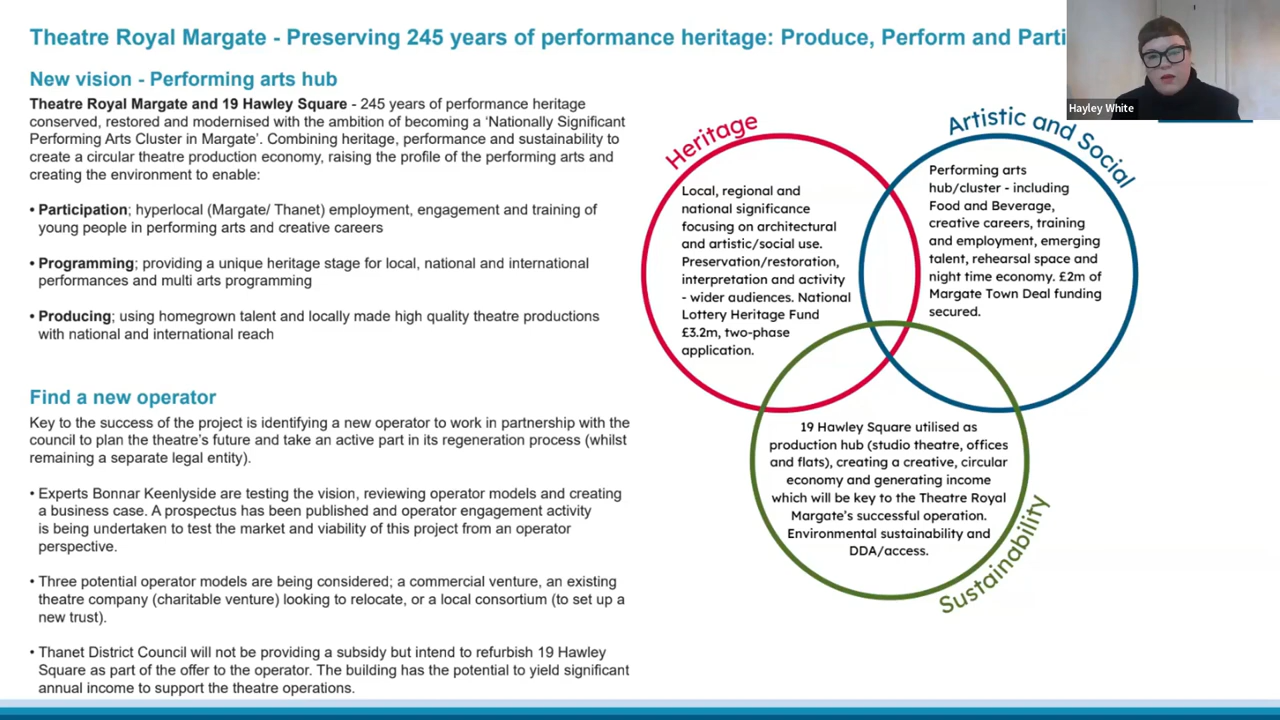 Theatre Royal Margate - Preserving 245 years of performance heritage: Produce, Perform and Parti
Hayley White
New vision - Performing arts hub
Theatre Royal Margate and 19 Hawley Square - 245 years of performance heritage
conserved, restored and modernised with the ambition of becoming a ‘Nationally Significant
Performing Arts Cluster in Margate’. Combining heritage, performance and sustainability to
create a circular theatre production economy, raising the profile of the performing arts and
creating the environment to enable:
• Participation; hyperlocal (Margate/ Thanet) employment, engagement and training of
young people in performing arts and creative careers
• Programming; providing a unique heritage stage for local, national and international
performances and multi arts programming
• Producing; using homegrown talent and locally made high quality theatre productions
with national and international reach
Find a new operator
Key to the success of the project is identifying a new operator to work in partnership with the
council to plan the theatre’s future and take an active part in its regeneration process (whilst
remaining a separate legal entity).
• Experts Bonnar Keenlyside are testing the vision, reviewing operator models and creating
a business case. A prospectus has been published and operator engagement activity
is being undertaken to test the market and viability of this project from an operator
perspective.
• Three potential operator models are being considered; a commercial venture, an existing
theatre company (charitable venture) looking to relocate, or a local consortium (to set up a
new trust).
• Thanet District Council will not be providing a subsidy but intend to refurbish 19 Hawley
Square as part of the offer to the operator. The building has the potential to yield significant
annual income to support the theatre operations.
Heritage
Local, regional and
national significance
focusing on architectural
and artistic/social use.
Preservation/restoration,
interpretation and activity
- wider audiences. National
Lottery Heritage Fund
£3.2m, two-phase
application.
Artistic and Social
Performing arts
hub/cluster - including
Food and Beverage,
creative careers, training
and employment, emerging
talent, rehearsal space and
night time economy. £2m of
Margate Town Deal funding
secured.
19 Hawley Square utilised as
production hub (studio theatre, offices
and flats), creating a creative, circular
economy and generating income
which will be key to the Theatre Royal
Margate’s successful operation.
Environmental sustainability and
DDA/access.
Sustainability